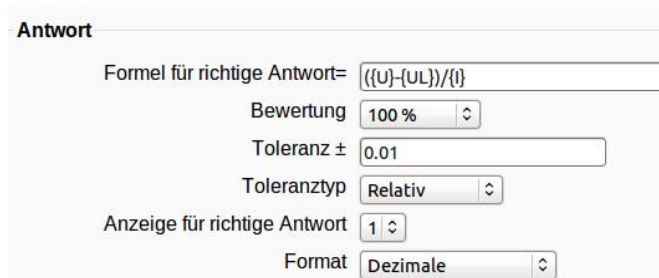 Antwort
Formel für richtige Antwort= ({U}-{UL})/{I}
Bewertung 100 %
Toleranz ± 0.01
Toleranztyp Relativ
Anzeige für richtige Antwort 1
Format Dezimale